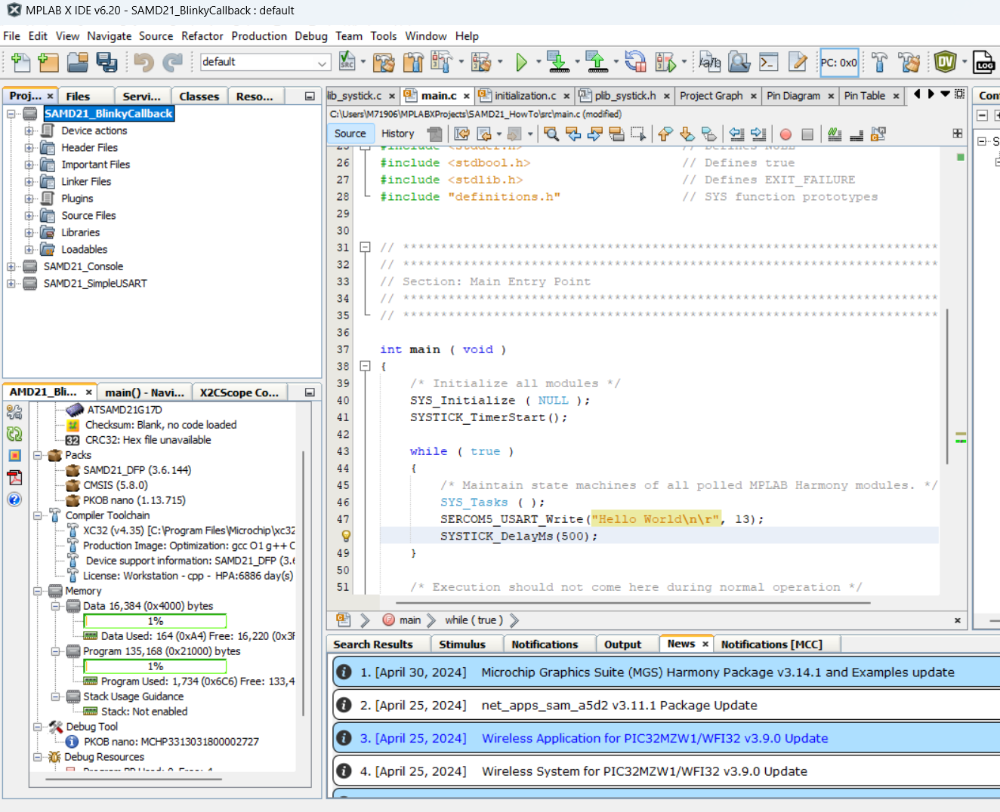 MPLAB X IDE v6.20 - SAMD21_BlinkyCallback : default
File Edit View Navigate Source Refactor Production Debug Team Tools Window Help
default
PC: 0x0
DV
LOG
Proj... × Files Servi... Classes Reso...
SAMD21_BlinkyCallback
Device actions
Header Files
Important Files
Linker Files
Plugins
Source Files
Libraries
Loadables
SAMD21_Console
SAMD21_SimpleUSART
AMD21_Bli... × main() - Navi... X2CScope Co...
ATSAMD21G17D
Checksum: Blank, no code loaded
32 CRC32: Hex file unavailable
Packs
SAMD21_DFP (3.6.144)
CMSIS (5.8.0)
PKOB nano (1.13.715)
Compiler Toolchain
XC32 (v4.35) [C:\Program Files\Microchip\xc32
Production Image: Optimization: gcc O1 g++ O
Device support information: SAMD21_DFP (3.6
License: Workstation - cpp - HPA:6886 day(s)
Memory
Data 16,384 (0x4000) bytes
1%
Data Used: 164 (0xA4) Free: 16,220 (0x3F
Program 135,168 (0x21000) bytes
1%
Program Used: 1,734 (0x6C6) Free: 133,4
Stack Usage Guidance
Stack: Not enabled
Debug Tool
PKOB nano: MCHP3313031800002727
Debug Resources
lib_systick.c × main.c × initialization.c × plib_systick.h × Project Graph × Pin Diagram × Pin Table ×
C:\Users\M71906\MPLABXProjects\SAMD21_HowTo\src\main.c (modified)
Source History
25 #include <stddef.h> // Defines NULL
26 #include <stdbool.h> // Defines true
27 #include <stdlib.h> // Defines EXIT_FAILURE
28 #include "definitions.h" // SYS function prototypes
29
30
31 // ***********************************************************************
32 // ***********************************************************************
33 // Section: Main Entry Point
34 // ***********************************************************************
35 // ***********************************************************************
36
37 int main ( void )
38 {
39 /* Initialize all modules */
40 SYS_Initialize ( NULL );
41 SYSTICK_TimerStart();
42
43 while ( true )
44 {
45 /* Maintain state machines of all polled MPLAB Harmony modules. */
46 SYS_Tasks ( );
47 SERCOM5_USART_Write("Hello World\n\r", 13);
SYSTICK_DelayMs(500);
49 }
50
51 /* Execution should not come here during normal operation */
main while ( true ) ×
Search Results Stimulus Notifications Output News × Notifications [MCC]
1. [April 30, 2024] Microchip Graphics Suite (MGS) Harmony Package v3.14.1 and Examples update
2. [April 25, 2024] net_apps_sam_a5d2 v3.11.1 Package Update
3. [April 25, 2024] Wireless Application for PIC32MZW1/WFI32 v3.9.0 Update
4. [April 25, 2024] Wireless System for PIC32MZW1/WFI32 v3.9.0 Update